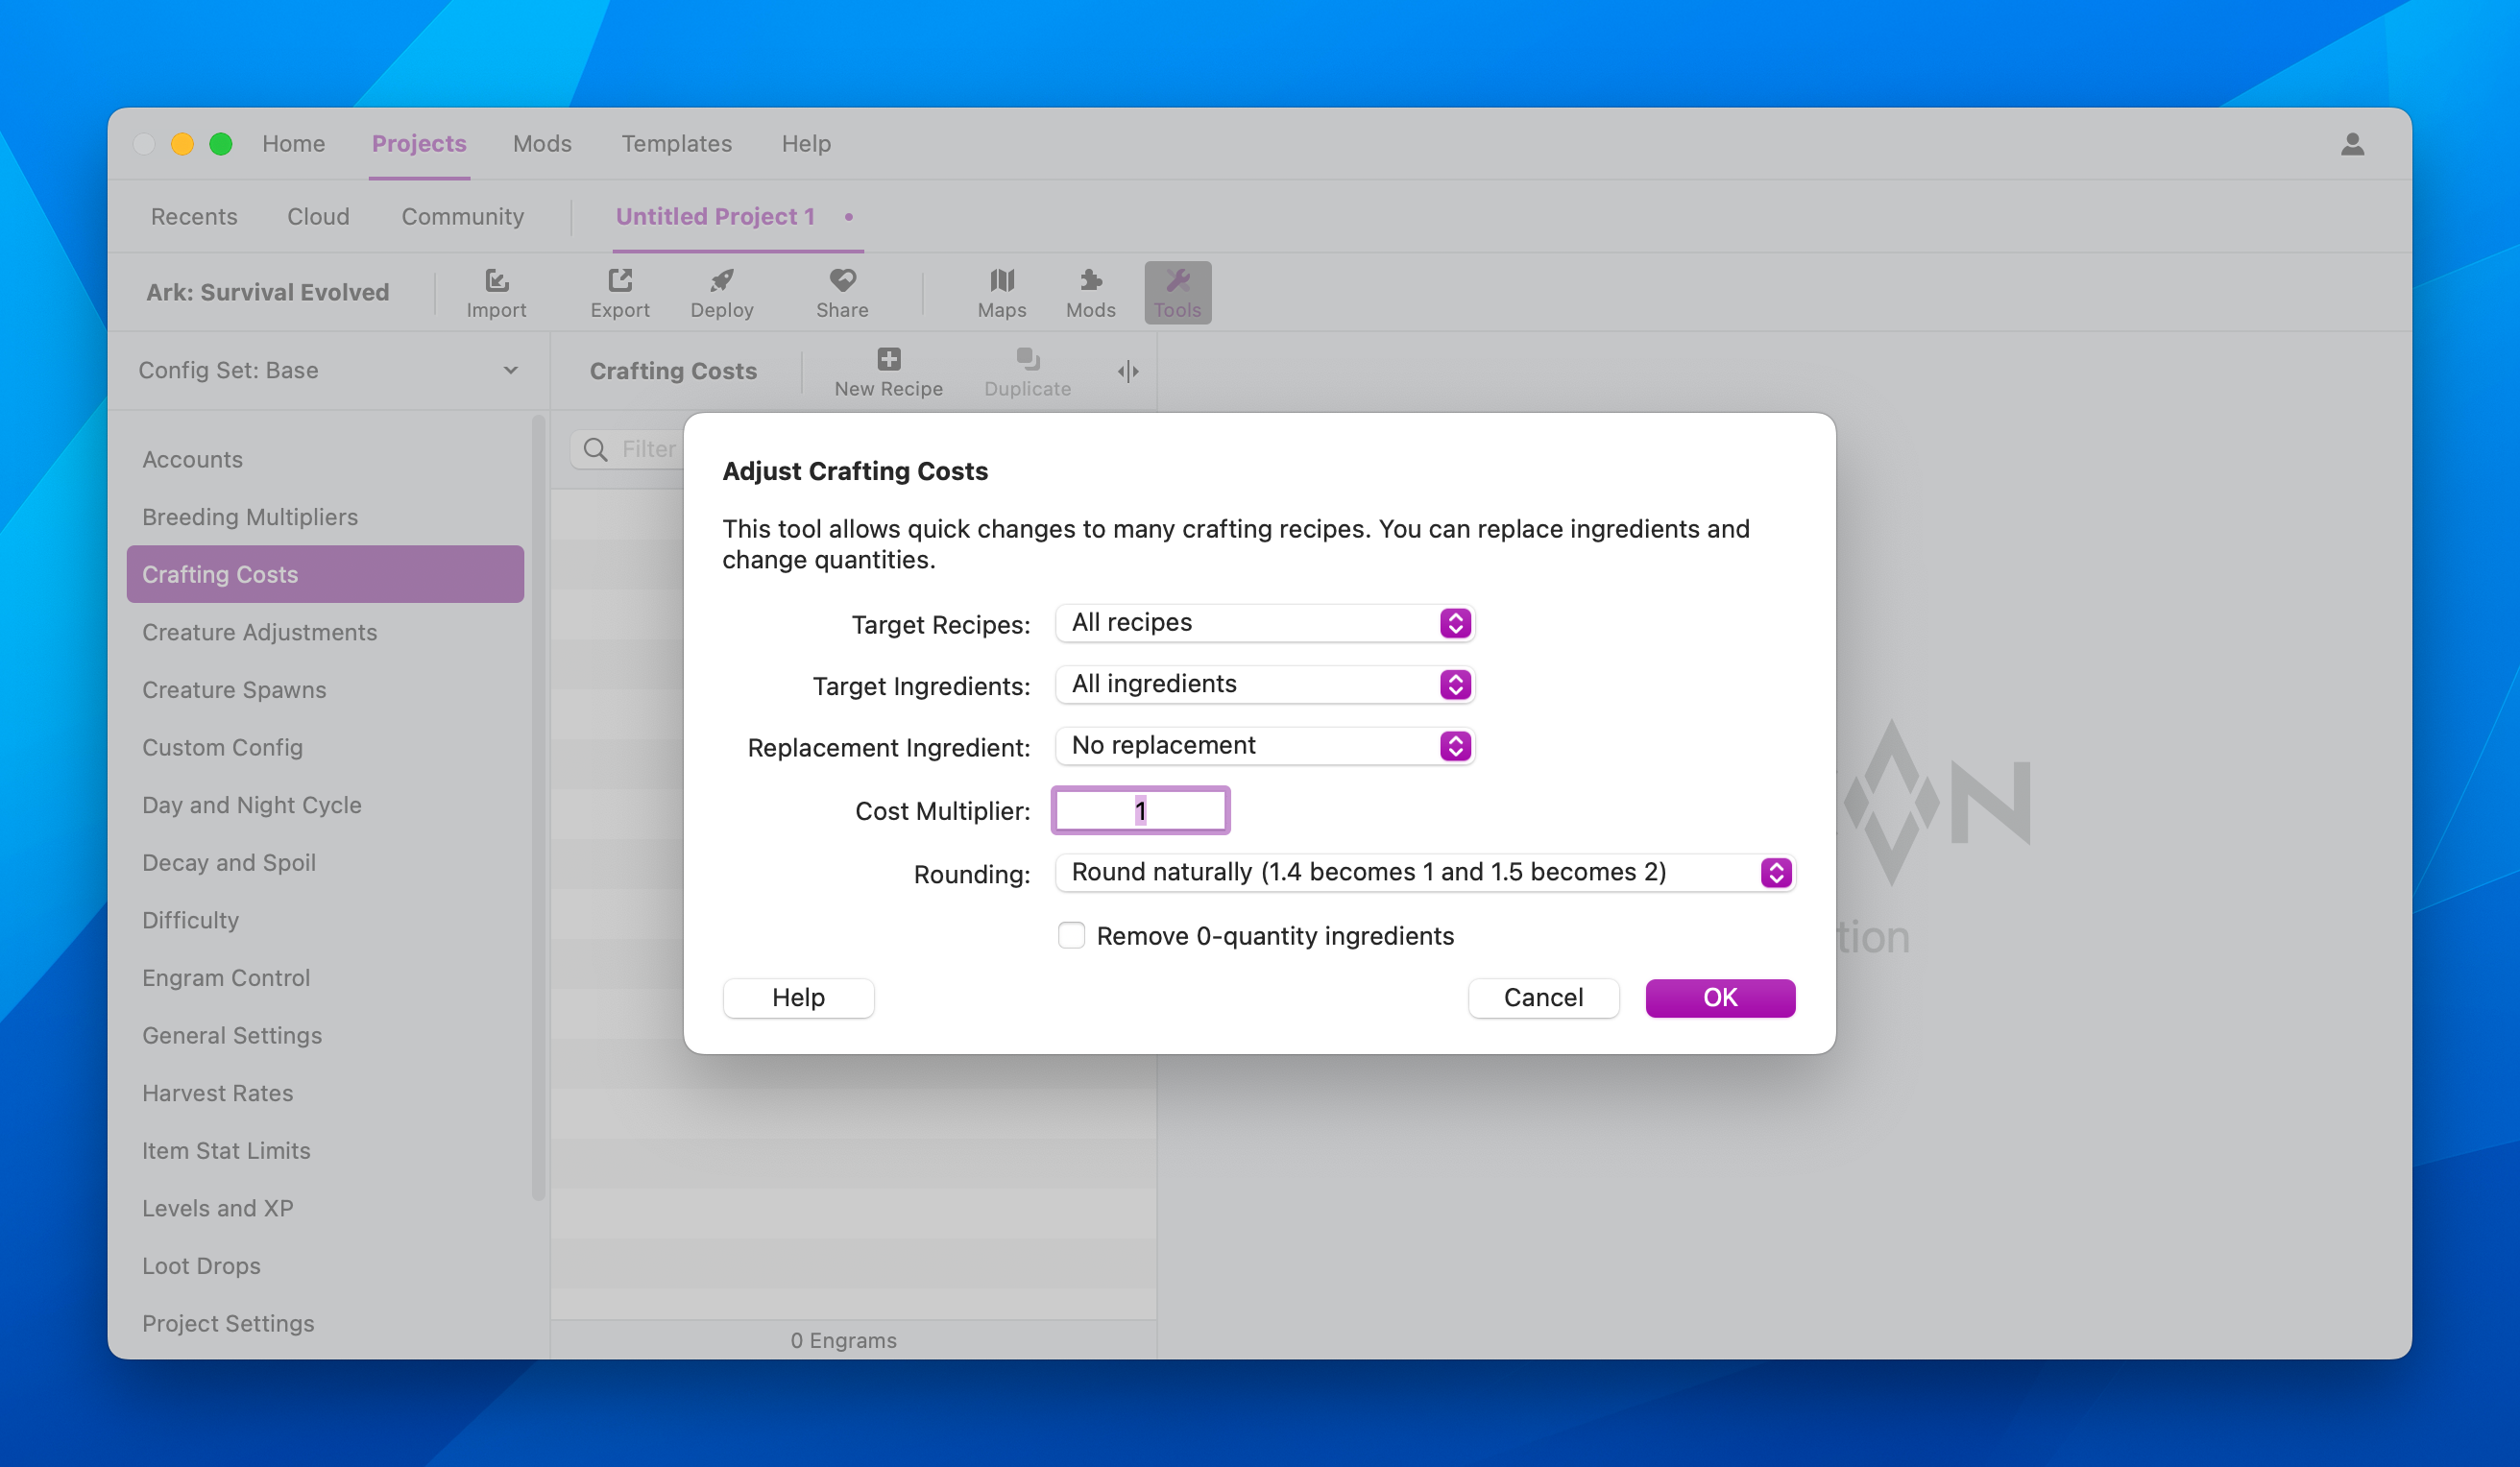 Home Projects Mods Templates Help
Recents Cloud Community Untitled Project 1 •
Ark: Survival Evolved Import Export Deploy Share Maps Mods Tools
Config Set: Base
Crafting Costs New Recipe Duplicate
Filter
Accounts
Breeding Multipliers
Crafting Costs
Creature Adjustments
Creature Spawns
Custom Config
Day and Night Cycle
Decay and Spoil
Difficulty
Engram Control
General Settings
Harvest Rates
Item Stat Limits
Levels and XP
Loot Drops
Project Settings
Adjust Crafting Costs
This tool allows quick changes to many crafting recipes. You can replace ingredients and
change quantities.
Target Recipes: All recipes
Target Ingredients: All ingredients
Replacement Ingredient: No replacement
Cost Multiplier: 1
Rounding: Round naturally (1.4 becomes 1 and 1.5 becomes 2)
Remove 0-quantity ingredients
Help Cancel OK
0 Engrams